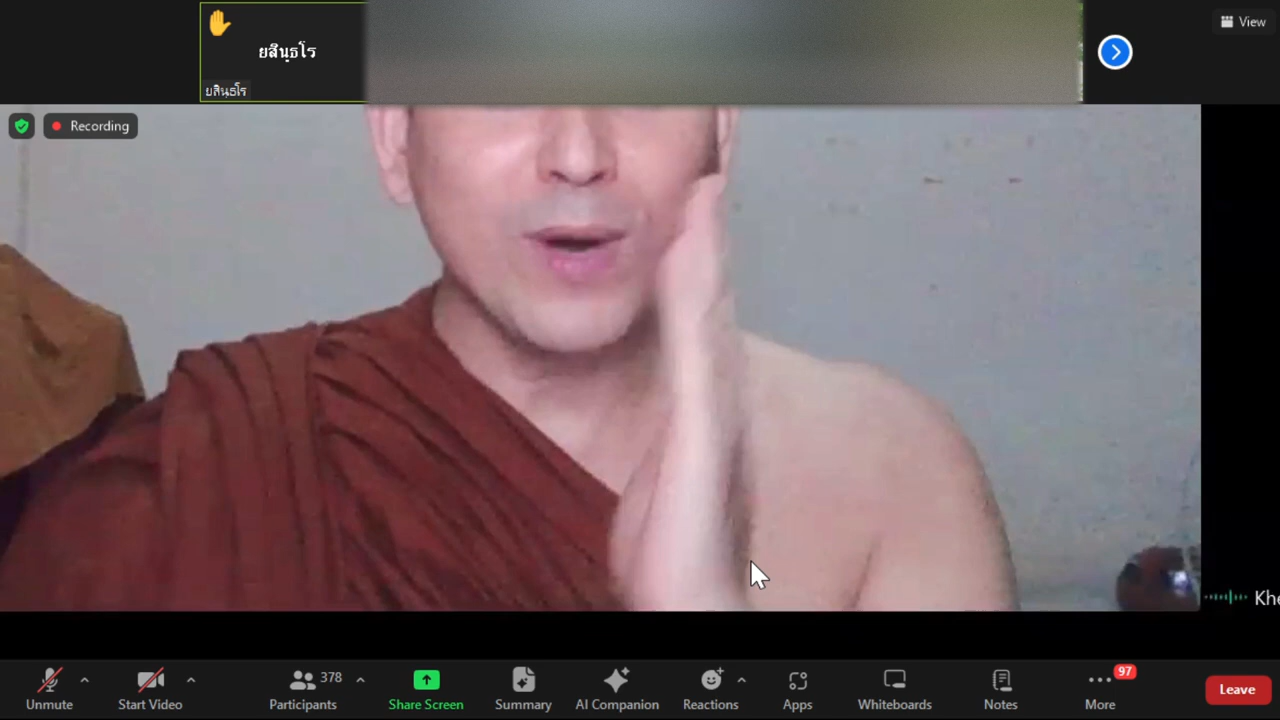 ยสินฺธโร
View
ยสินฺธโร
Recording
Khe
378
97
Unmute
Start Video
Participants
Share Screen
Summary
AI Companion
Reactions
Apps
Whiteboards
Notes
More
Leave